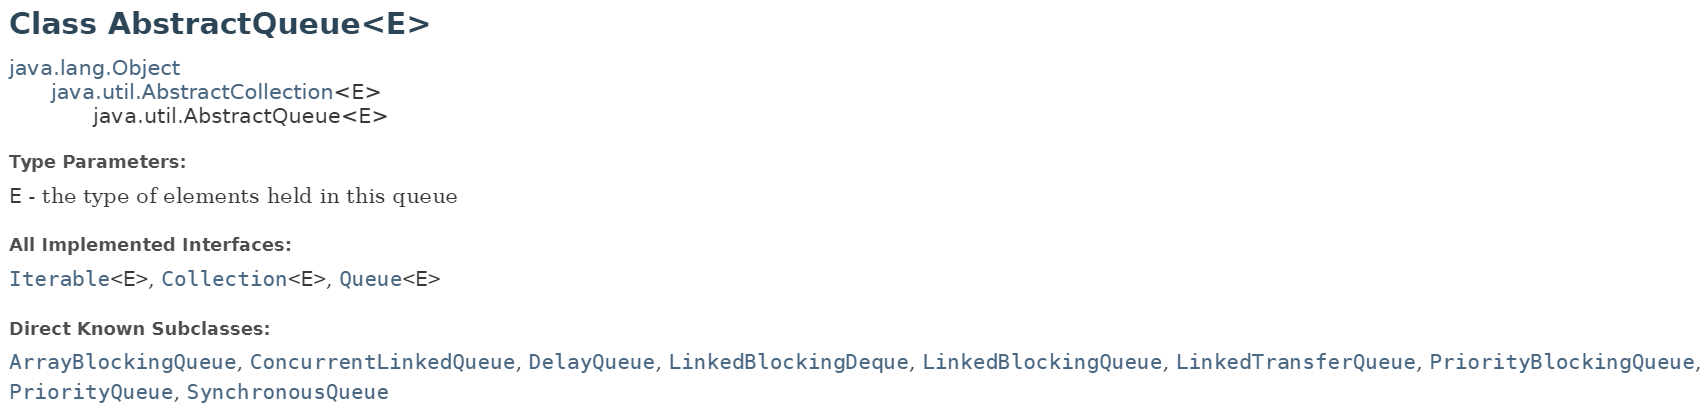 Class AbstractQueue<E>
java.lang.Object
java.util.AbstractCollection<E>
java.util.AbstractQueue<E>
Type Parameters:
E - the type of elements held in this queue
All Implemented Interfaces:
Iterable<E>, Collection<E>, Queue<E>
Direct Known Subclasses:
ArrayBlockingQueue, ConcurrentLinkedQueue, DelayQueue, LinkedBlockingDeque, LinkedBlockingQueue, LinkedTransferQueue, PriorityBlockingQueue,
PriorityQueue, SynchronousQueue